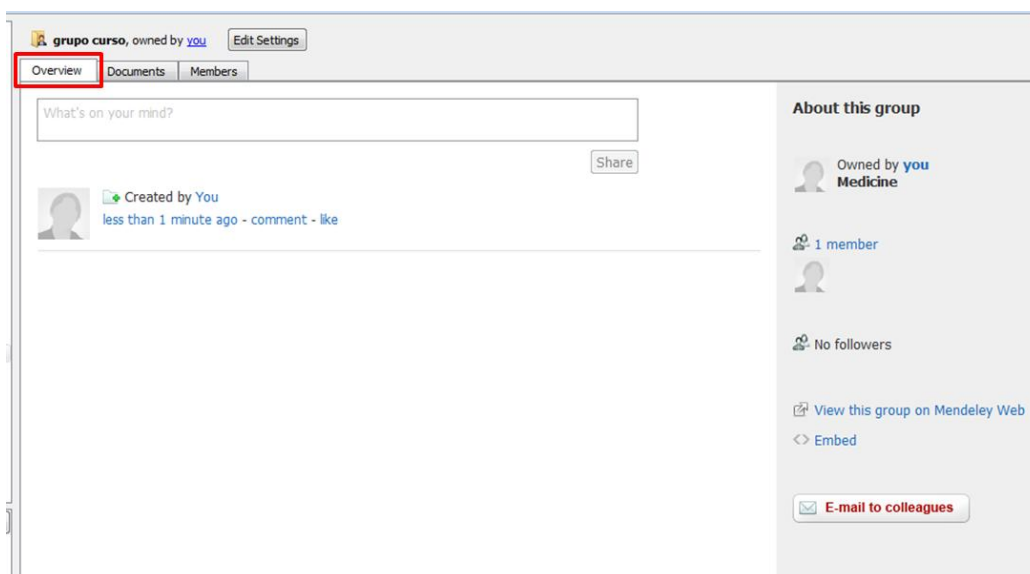 grupo curso, owned by you Edit Settings
Overview Documents Members
What's on your mind?
Share
Created by You
less than 1 minute ago - comment - like
About this group
Owned by you
Medicine
1 member
No followers
View this group on Mendeley Web
Embed
E-mail to colleagues